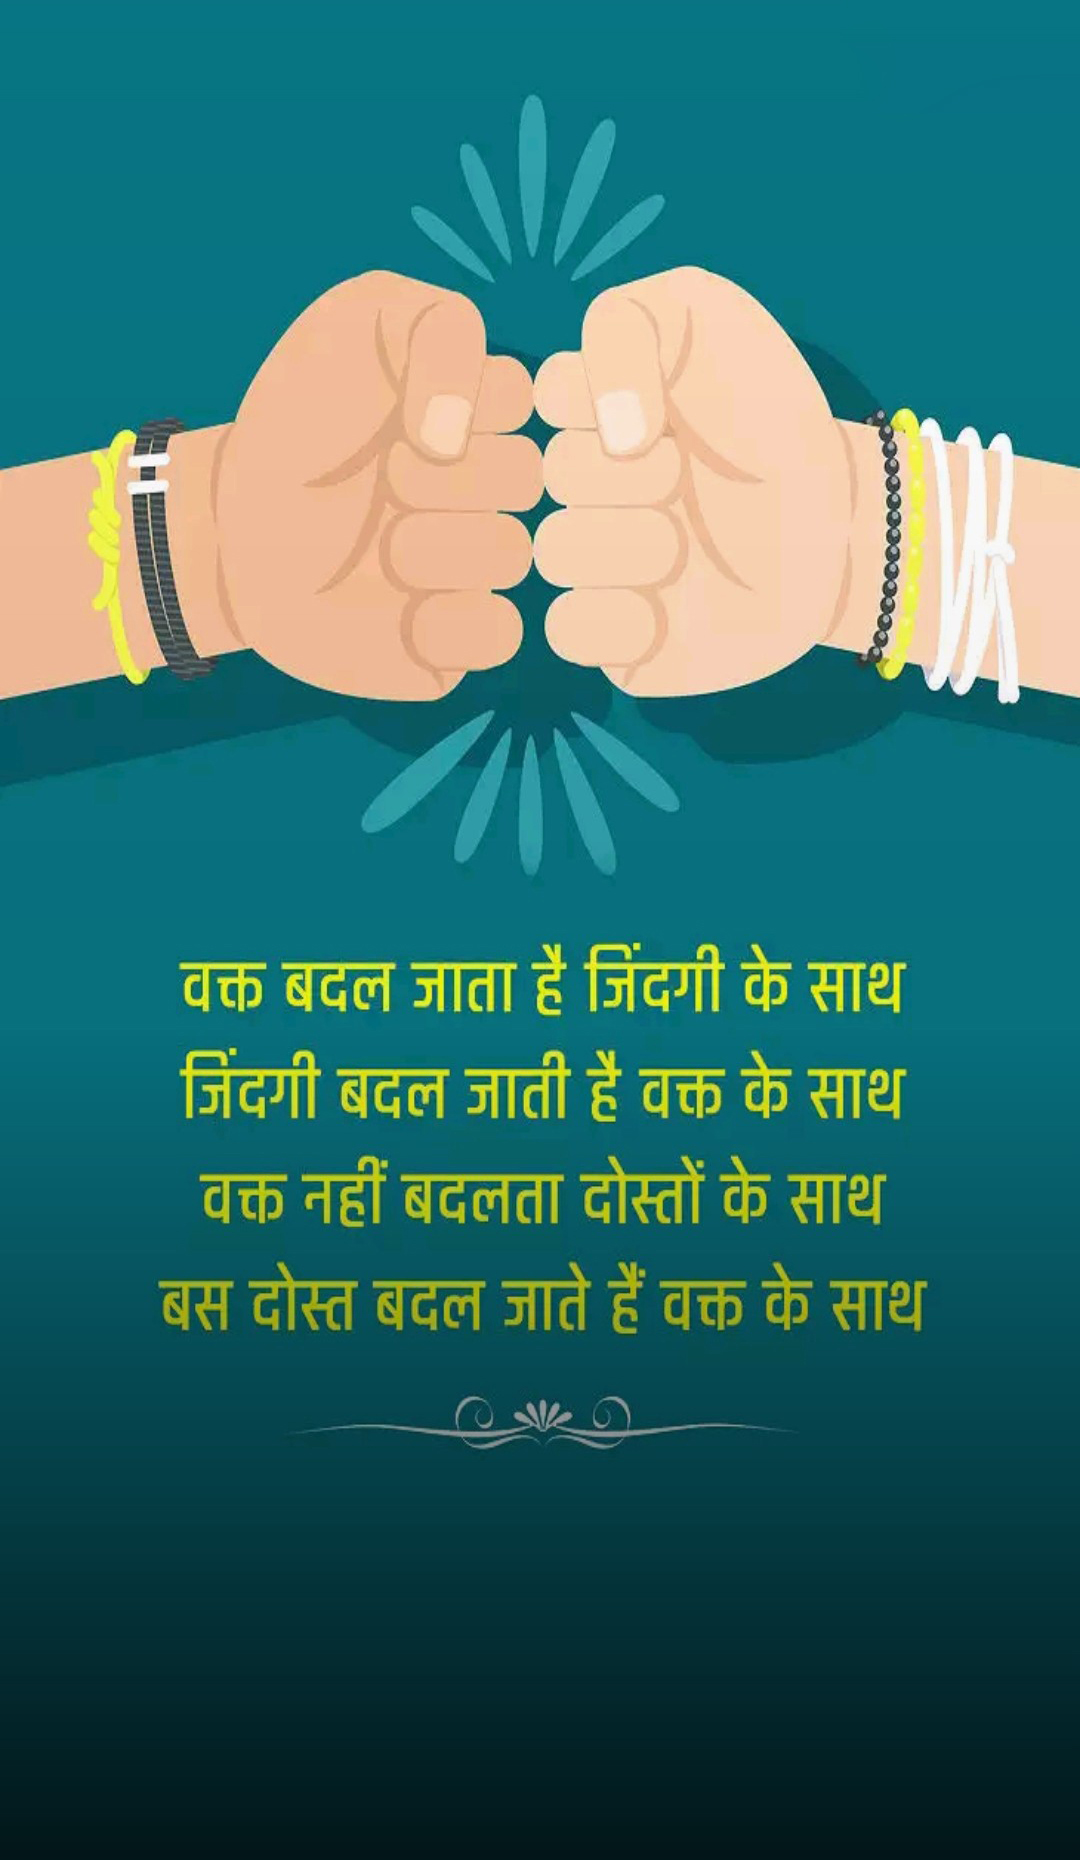 वक्त बदल जाता है जिंदगी के साथ
जिंदगी बदल जाती है वक्त के साथ
वक्त नहीं बदलता दोस्तों के साथ
बस दोस्त बदल जाते हैं वक्त के साथ